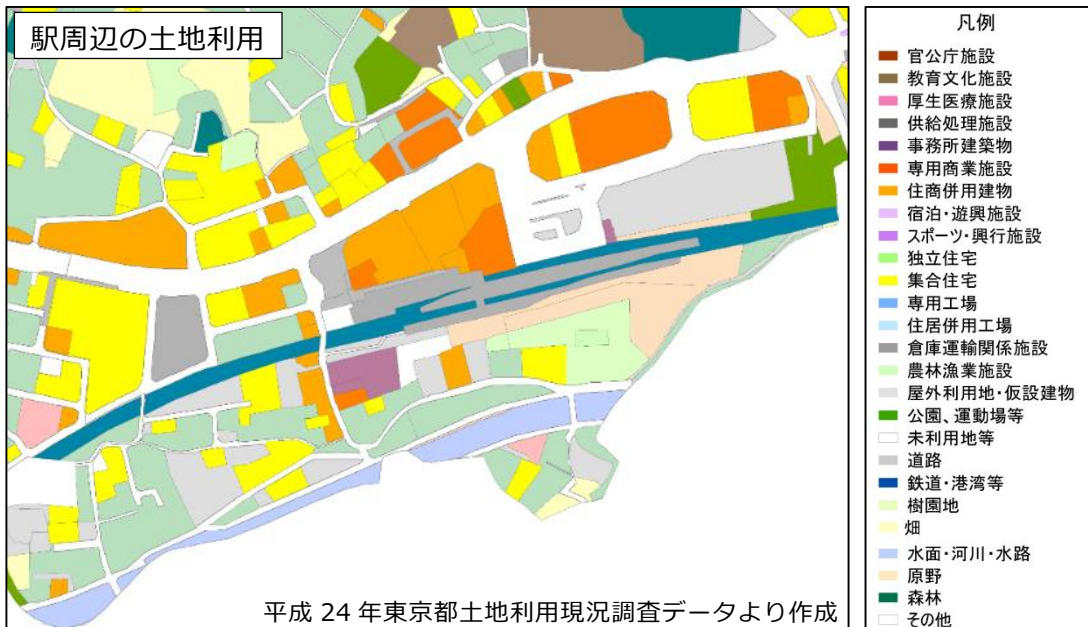 駅周辺の土地利用
平成 24 年東京都土地利用現況調査データより作成
凡例
官公庁施設
教育文化施設
厚生医療施設
供給処理施設
事務所建築物
専用商業施設
住商併用建物
宿泊・遊興施設
スポーツ・興行施設
独立住宅
集合住宅
専用工場
住居併用工場
倉庫運輸関係施設
農林漁業施設
屋外利用地・仮設建物
公園、運動場等
未利用地等
道路
鉄道・港湾等
樹園地
畑
水面・河川・水路
原野
森林
その他